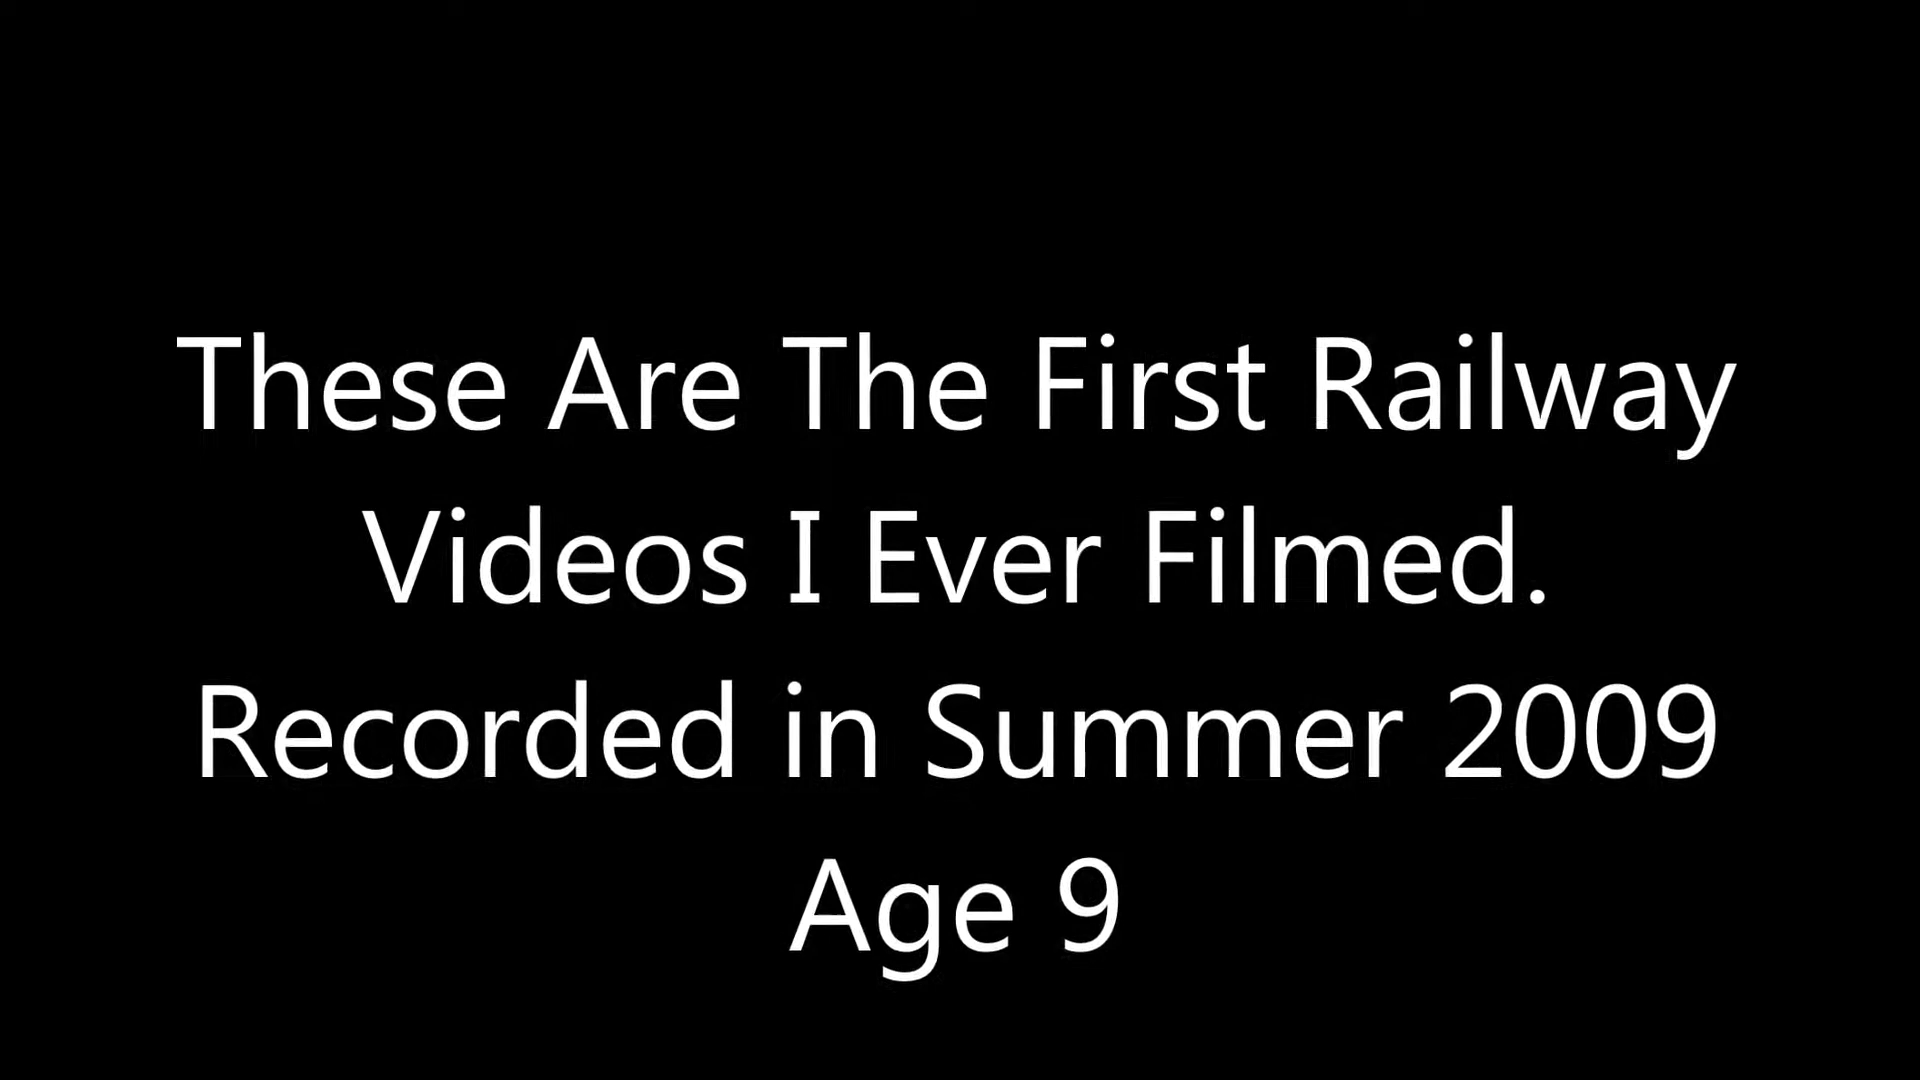 These Are The First Railway
Videos I Ever Filmed.
Recorded in Summer 2009
Age 9